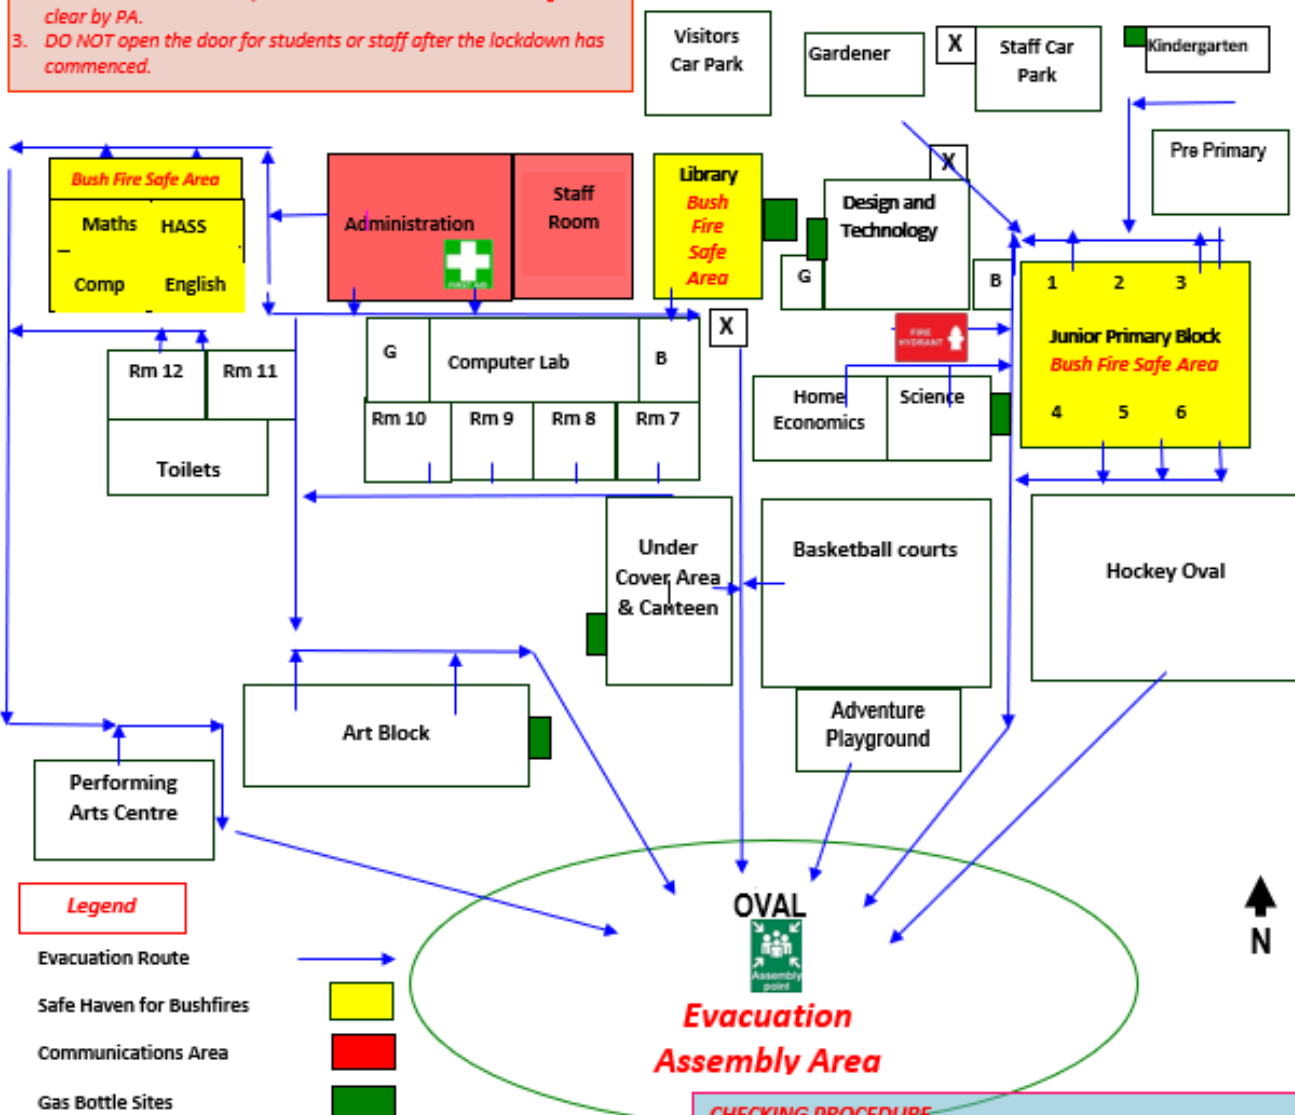 clear by PA.
3. DO NOT open the door for students or staff after the lockdown has
commenced.
Visitors
Car Park
Gardener
X
Staff Car
Park
Kindergarten
Pre Primary
Bush Fire Safe Area
Maths HASS
Comp English
Administration
FIRST AID
Staff
Room
Library
Bush
Fire
Safe
Area
X
Design and
Technology
G
B
1 2 3
Junior Primary Block
Bush Fire Safe Area
4 5 6
X
FIRE
HYDRANT
G
Computer Lab
B
Rm 12
Rm 11
Toilets
Rm 10
Rm 9
Rm 8
Rm 7
Home
Economics
Science
Under
Cover Area
& Canteen
Basketball courts
Hockey Oval
Adventure
Playground
Art Block
Performing
Arts Centre
OVAL
Assembly
point
Evacuation
Assembly Area
N
Legend
Evacuation Route
Safe Haven for Bushfires
Communications Area
Gas Bottle Sites
CHECKING PROCEDURE